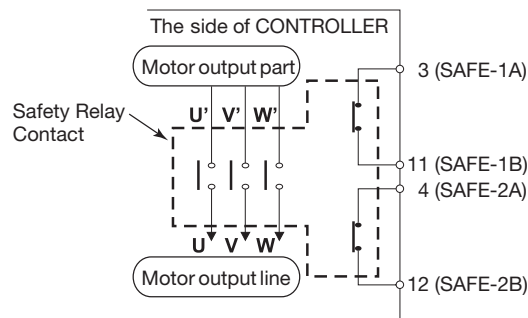 The side of CONTROLLER
Motor output part
3 (SAFE-1A)
Safety Relay
Contact
U' V' W'
11 (SAFE-1B)
4 (SAFE-2A)
U V W
Motor output line
12 (SAFE-2B)